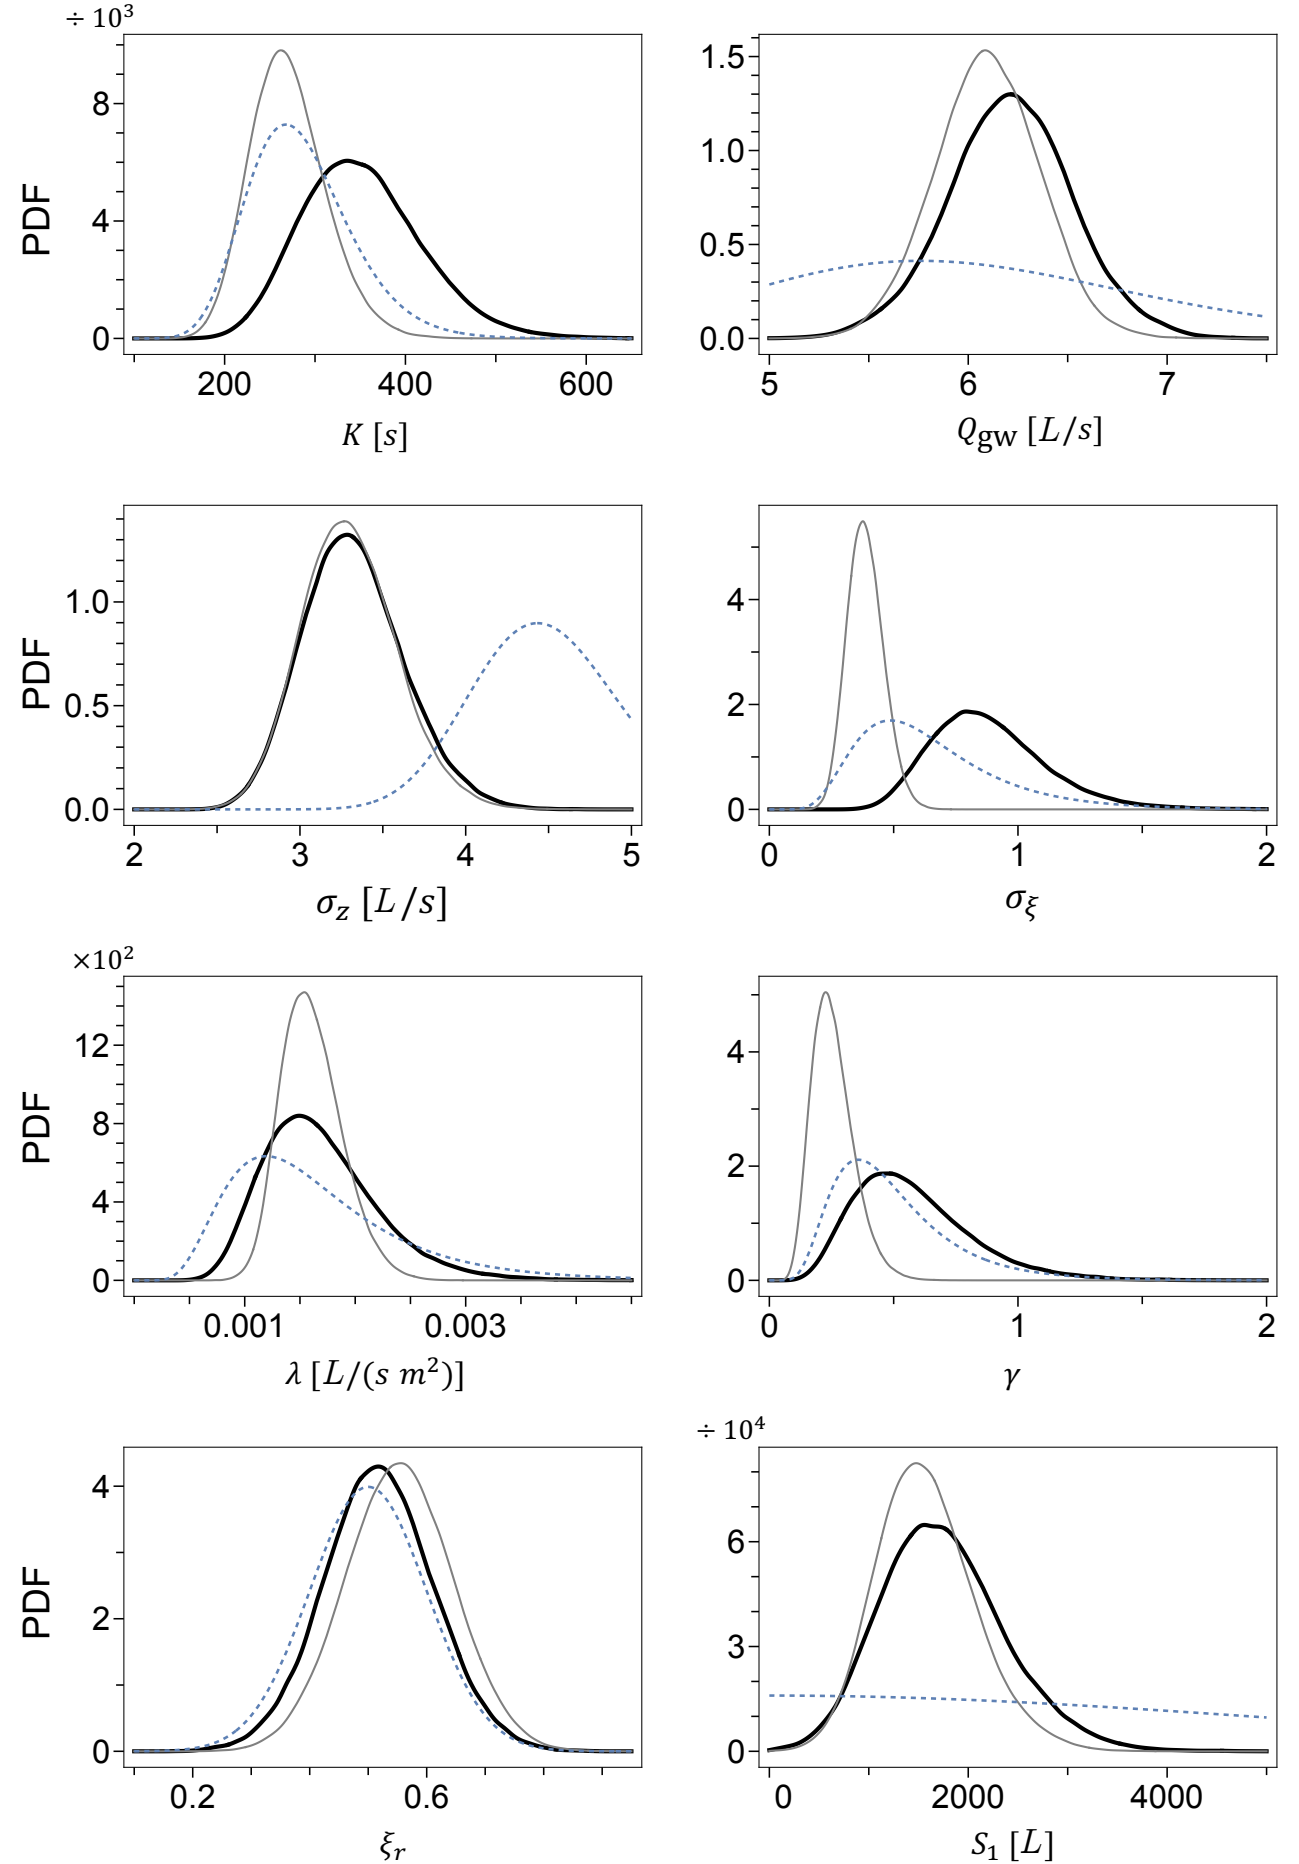 ÷ 10³
PDF
8
4
0
200 400 600
K [s]
1.5
1.0
0.5
0.0
5 6 7
Q_gw [L/s]
PDF
1.0
0.5
0.0
2 3 4 5
σ_z [L/s]
4
2
0
0 1 2
σ_ξ
×10²
PDF
12
8
4
0
0.001 0.003
λ [L/(s m²)]
4
2
0
0 1 2
γ
PDF
4
2
0
0.2 0.6
ξ_r
÷ 10⁴
6
3
0
0 2000 4000
S₁ [L]